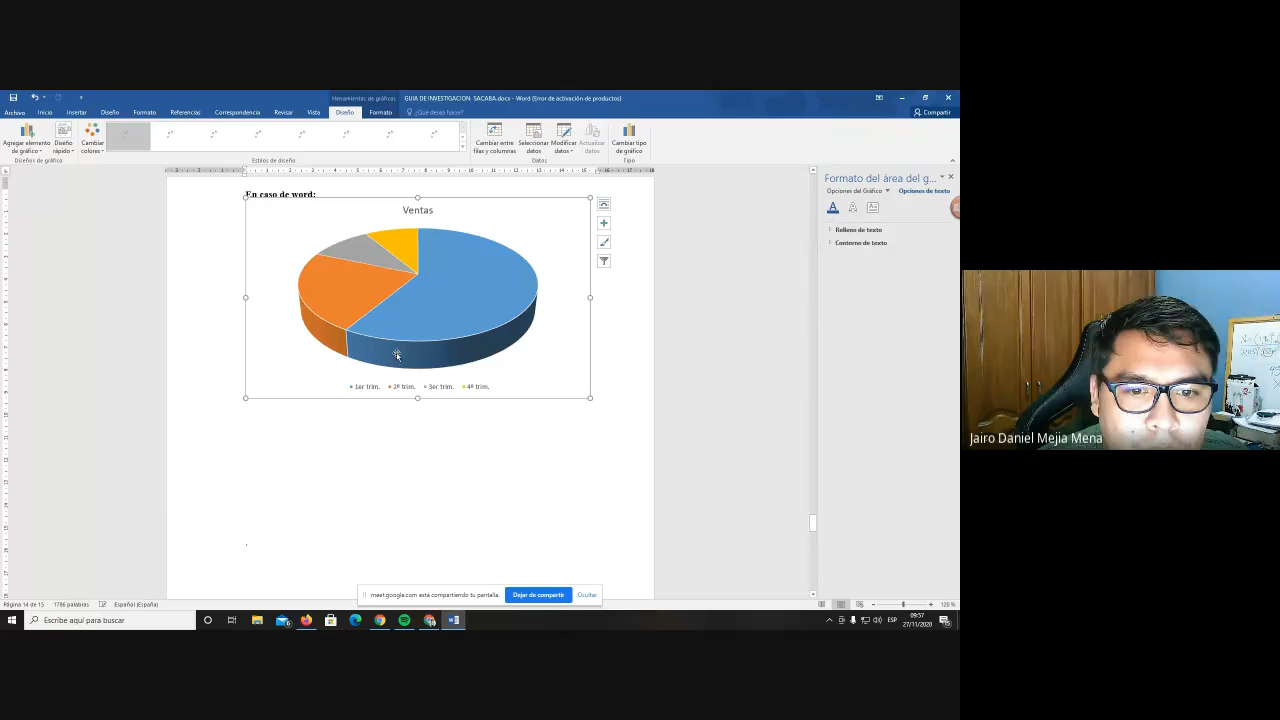 Herramientas de gráficos
GUIA DE INVESTIGACION SACABA.docx - Word (Error de activación de productos)
Archivo Inicio Insertar Diseño Formato Referencias Correspondencia Revisar Vista Diseño Formato ¿Qué desea hacer? Compartir
Agregar elemento de gráfico
Diseño rápido
Cambiar colores
Cambiar entre filas y columnas
Seleccionar datos
Modificar datos
Actualizar datos
Cambiar tipo de gráfico
Diseños de gráfico
Estilos de diseño
Datos
Tipo
Formato del área del g...
Opciones del Gráfico Opciones de texto
Relleno de texto
Contorno de texto
En caso de word:
Ventas
1er trim. 2º trim. 3er trim. 4º trim.
Jairo Daniel Mejia Mena
meet.google.com está compartiendo tu pantalla. Dejar de compartir Ocultar
Página 14 de 15 1786 palabras Español (España) 120 %
Escribe aquí para buscar
ESP
09:57
27/11/2020